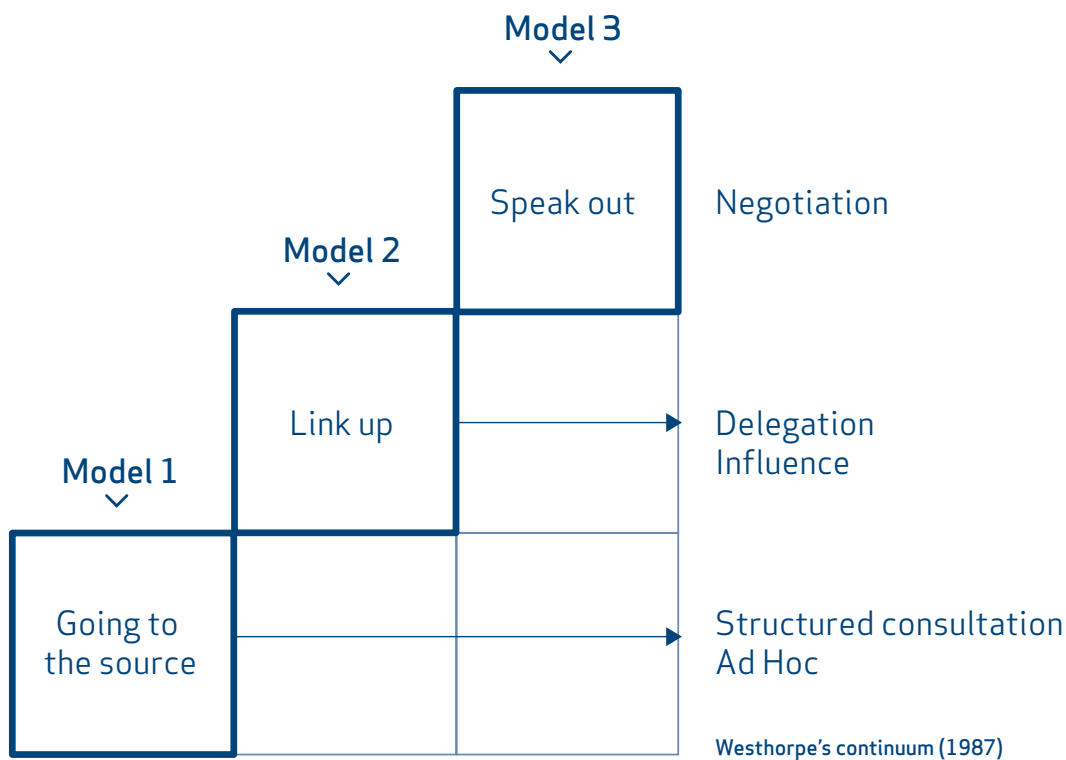 Model 3
Speak out
Negotiation
Model 2
Link up
Delegation
Influence
Model 1
Going to
the source
Structured consultation
Ad Hoc
Westhorpe's continuum (1987)